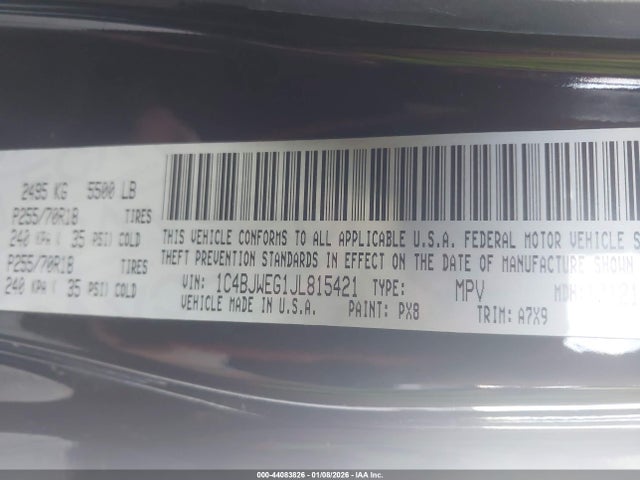 2495 KG 5500 LB
P255/70R18 TIRES
240 KPA ( 35 PSI) COLD
P255/70R18 TIRES
240 KPA ( 35 PSI) COLD
THIS VEHICLE CONFORMS TO ALL APPLICABLE U.S.A. FEDERAL MOTOR VEHICLE S
THEFT PREVENTION STANDARDS IN EFFECT ON THE DATE OF MANUFACTURE SHOWN
VIN: 1C4BJWEG1JL815421 TYPE: MPV MDH:
VEHICLE MADE IN U.S.A. PAINT: PX8 TRIM: A7X9
000-44083826 - 01/08/2026 - IAA Inc.